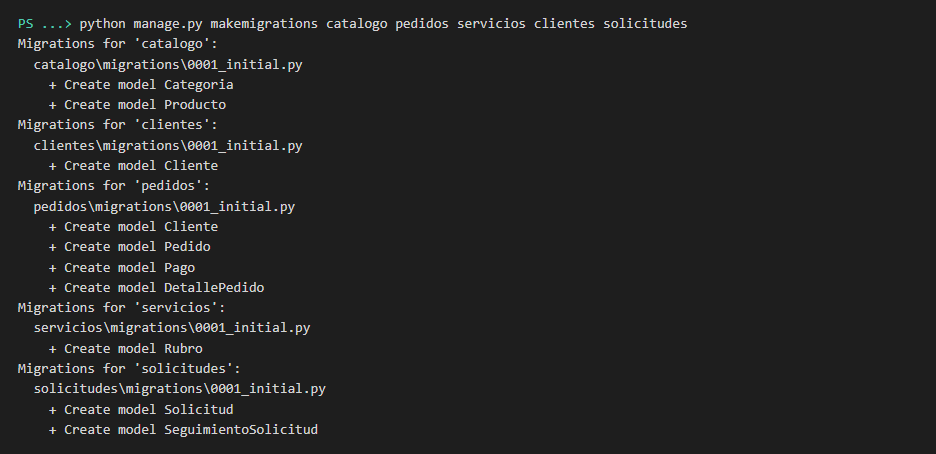 PS ...> python manage.py makemigrations catalogo pedidos servicios clientes solicitudes
Migrations for 'catalogo':
  catalogo\migrations\0001_initial.py
    + Create model Categoria
    + Create model Producto
Migrations for 'clientes':
  clientes\migrations\0001_initial.py
    + Create model Cliente
Migrations for 'pedidos':
  pedidos\migrations\0001_initial.py
    + Create model Cliente
    + Create model Pedido
    + Create model Pago
    + Create model DetallePedido
Migrations for 'servicios':
  servicios\migrations\0001_initial.py
    + Create model Rubro
Migrations for 'solicitudes':
  solicitudes\migrations\0001_initial.py
    + Create model Solicitud
    + Create model SeguimientoSolicitud